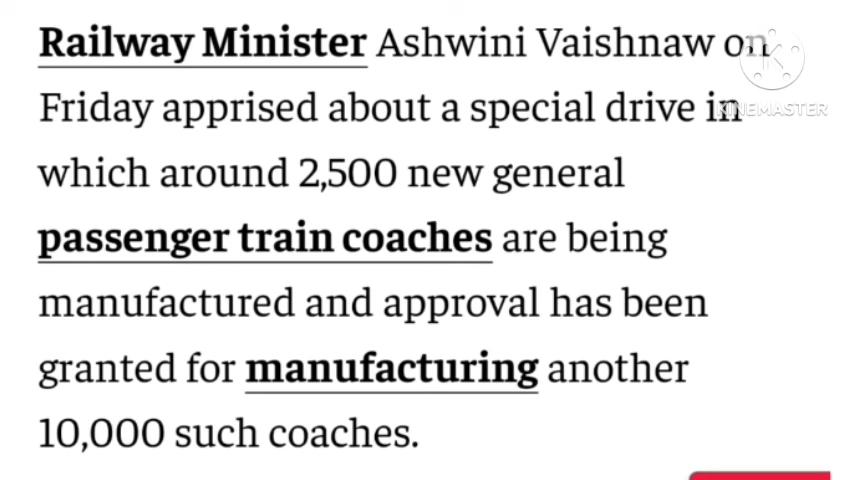 Railway Minister Ashwini Vaishnaw on
Friday apprised about a special drive in
which around 2,500 new general
passenger train coaches are being
manufactured and approval has been
granted for manufacturing another
10,000 such coaches.
KINEMASTER